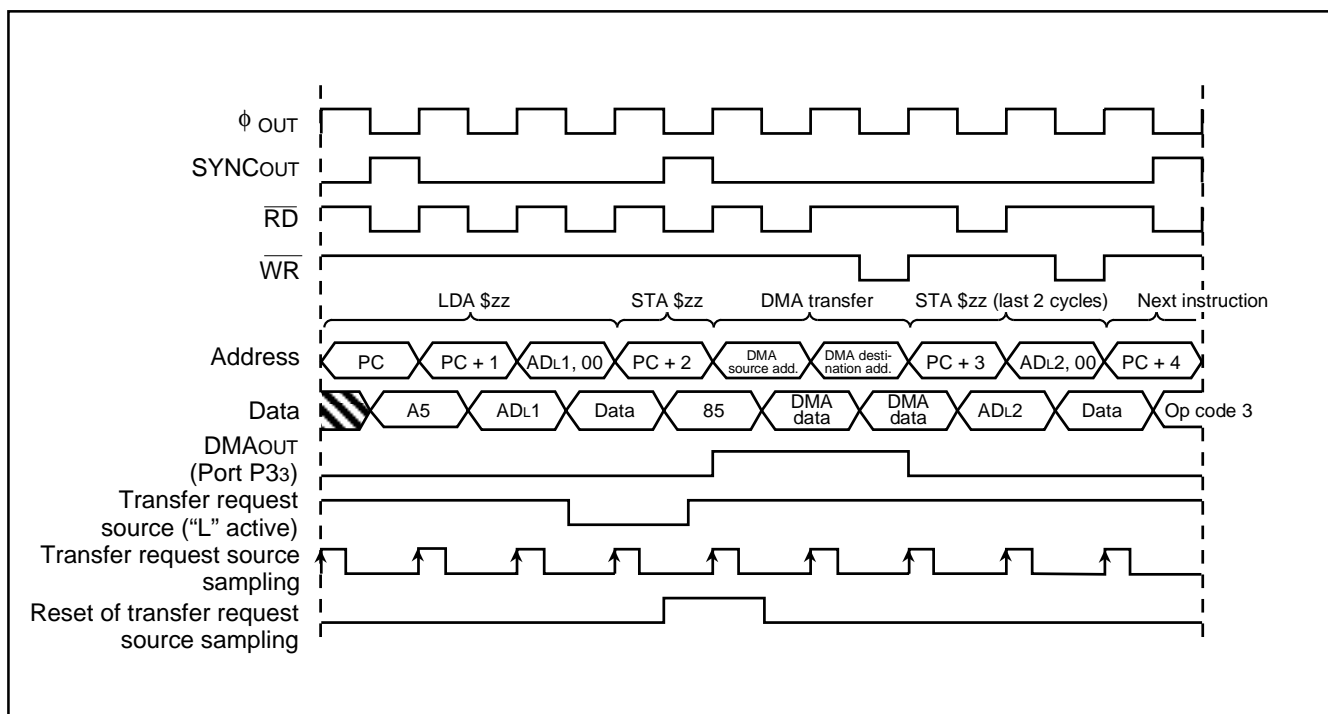 ϕ OUT
SYNCOUT
RD
WR
LDA $zz
STA $zz
DMA transfer
STA $zz (last 2 cycles)
Next instruction
Address
PC
PC + 1
ADL1, 00
PC + 2
DMA
source add.
DMA desti-
nation add.
PC + 3
ADL2, 00
PC + 4
Data
A5
ADL1
Data
85
DMA
data
DMA
data
ADL2
Data
Op code 3
DMAOUT
(Port P33)
Transfer request
source (“L” active)
Transfer request source
sampling
Reset of transfer request
source sampling